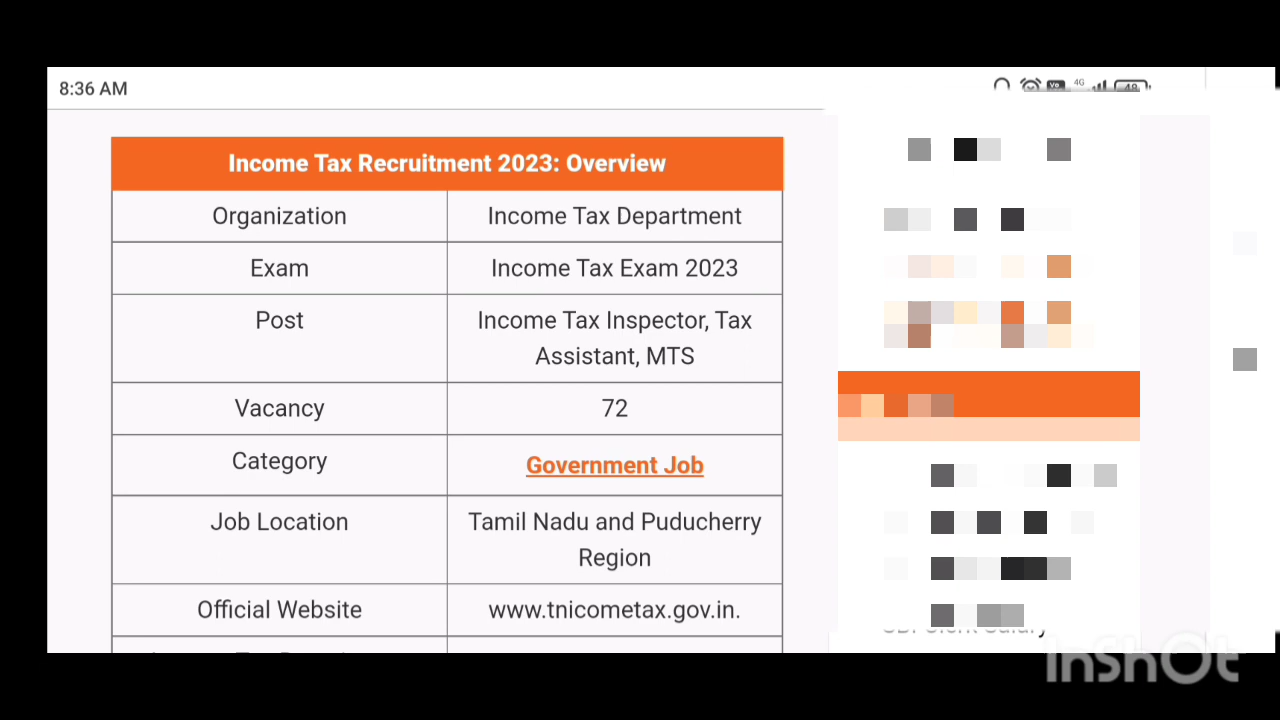 8:36 AM
4G
Income Tax Recruitment 2023: Overview
Organization
Income Tax Department
Exam
Income Tax Exam 2023
Post
Income Tax Inspector, Tax
Assistant, MTS
Vacancy
72
Category
Government Job
Job Location
Tamil Nadu and Puducherry
Region
Official Website
www.tnicometax.gov.in.
InShOt